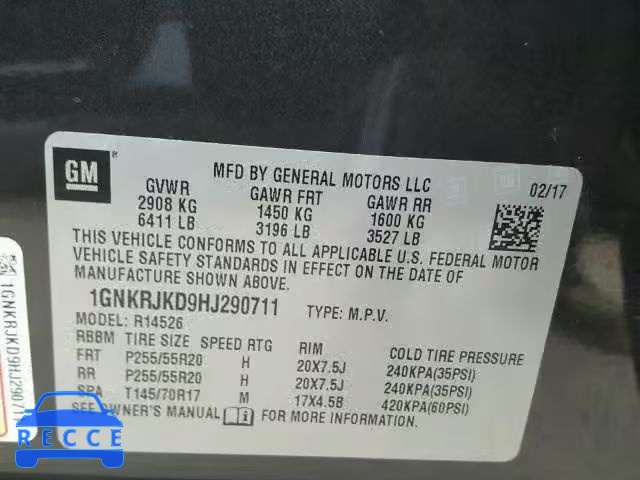 GM
MFD BY GENERAL MOTORS LLC
02/17
GVWR GAWR FRT GAWR RR
2908 KG 1450 KG 1600 KG
6411 LB 3196 LB 3527 LB
THIS VEHICLE CONFORMS TO ALL APPLICABLE U.S. FEDERAL MOTOR
VEHICLE SAFETY STANDARDS IN EFFECT ON THE DATE OF
MANUFACTURE SHOWN ABOVE.
1GNKRJKD9HJ290711 TYPE: M.P.V.
MODEL: R14526
RBBM TIRE SIZE SPEED RTG RIM COLD TIRE PRESSURE
FRT P255/55R20 H 20X7.5J 240KPA(35PSI)
RR P255/55R20 H 20X7.5J 240KPA(35PSI)
SPA T145/70R17 M 17X4.5B 420KPA(60PSI)
SEE OWNER'S MANUAL FOR MORE INFORMATION.
1GNKRJKD9HJ290711
RECCE